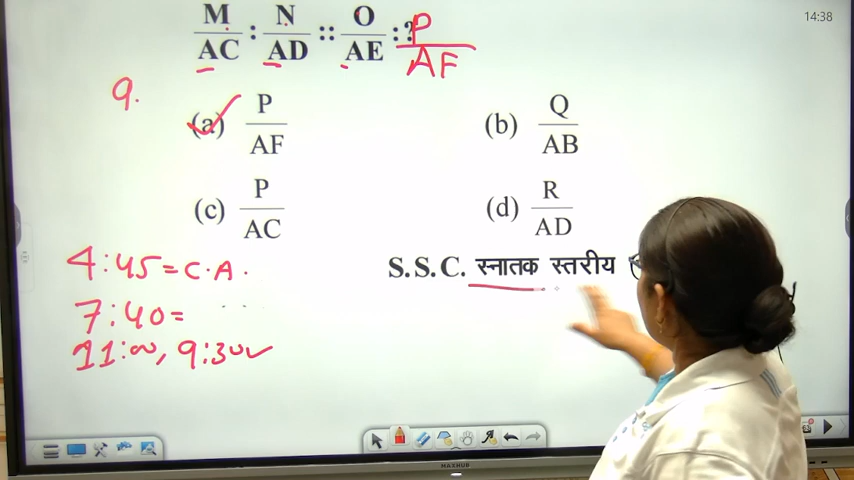 14:38
M/AC : N/AD :: O/AE : ? P/AF
9.
(a) P/AF (b) Q/AB
(c) P/AC (d) R/AD
4:45 = C.A.
S.S.C. स्नातक स्तरीय (
7:40 =
11:00, 9:30
MAXHUB